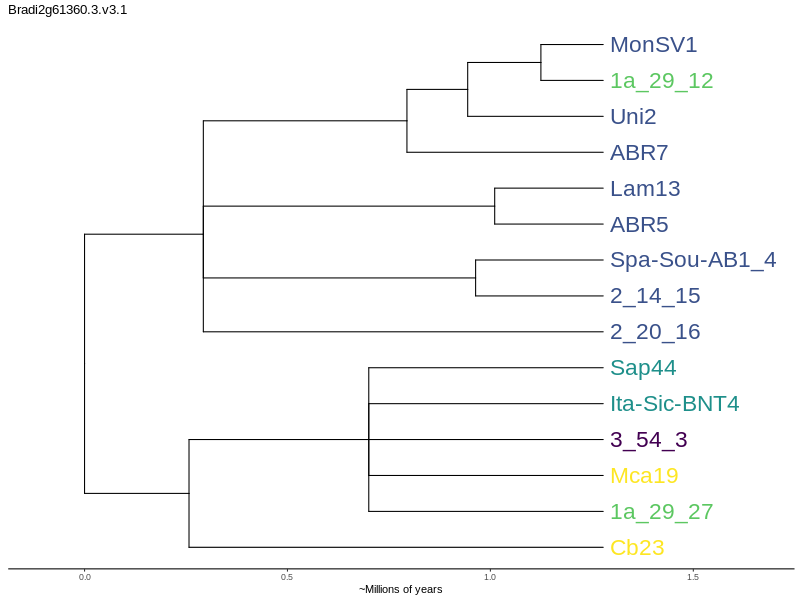 Bradi2g61360.3.v3.1
MonSV1
1a_29_12
Uni2
ABR7
Lam13
ABR5
Spa-Sou-AB1_4
2_14_15
2_20_16
Sap44
Ita-Sic-BNT4
3_54_3
Mca19
1a_29_27
Cb23
0.0 0.5 1.0 1.5
~Millions of years